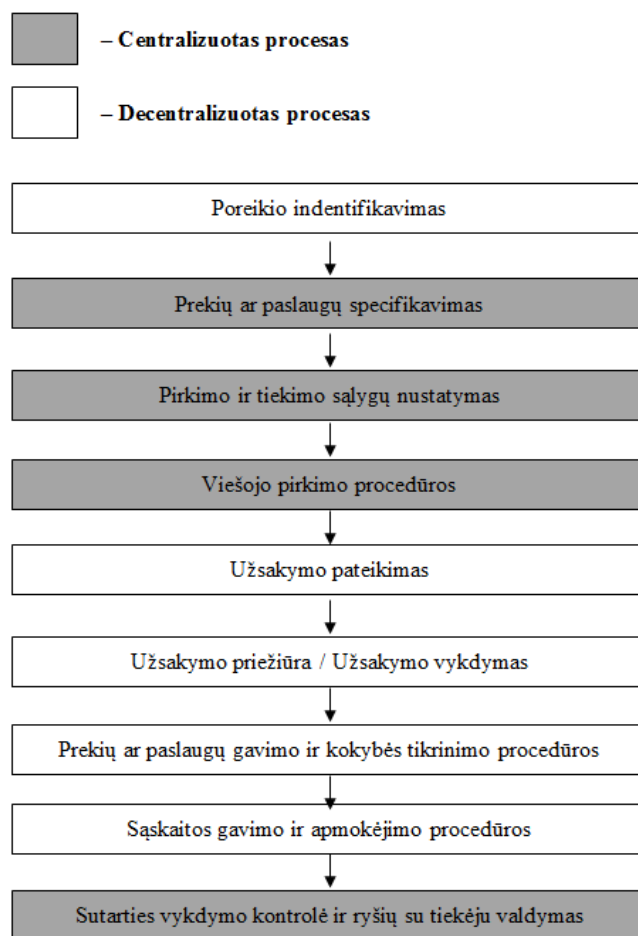 – Centralizuotas procesas
– Decentralizuotas procesas
Poreikio indentifikavimas
Prekių ar paslaugų specifikavimas
Pirkimo ir tiekimo sąlygų nustatymas
Viešojo pirkimo procedūros
Užsakymo pateikimas
Užsakymo priežiūra / Užsakymo vykdymas
Prekių ar paslaugų gavimo ir kokybės tikrinimo procedūros
Sąskaitos gavimo ir apmokėjimo procedūros
Sutarties vykdymo kontrolė ir ryšių su tiekėju valdymas